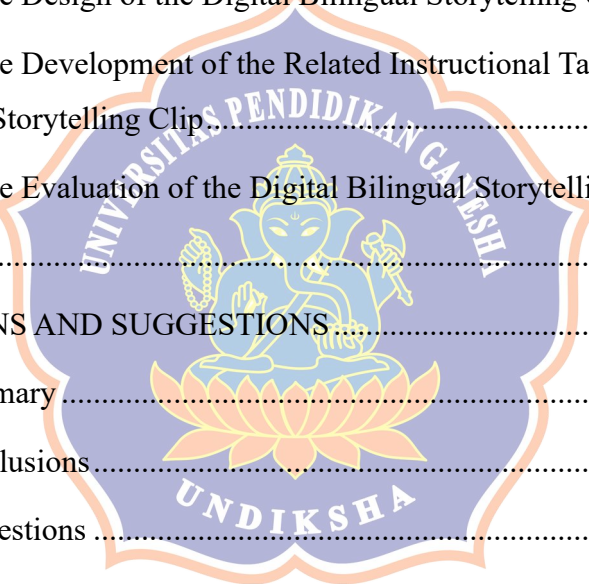 e Design of the Digital Bilingual Storytelling
e Development of the Related Instructional Ta
Storytelling Clip....................................................
e Evaluation of the Digital Bilingual Storytelli
..............................................................................
NS AND SUGGESTIONS....................................
mary......................................................................
lusions...................................................................
estions...................................................................
UNIVERSITAS PENDIDIKAN GANESHA
UNDIKSHA